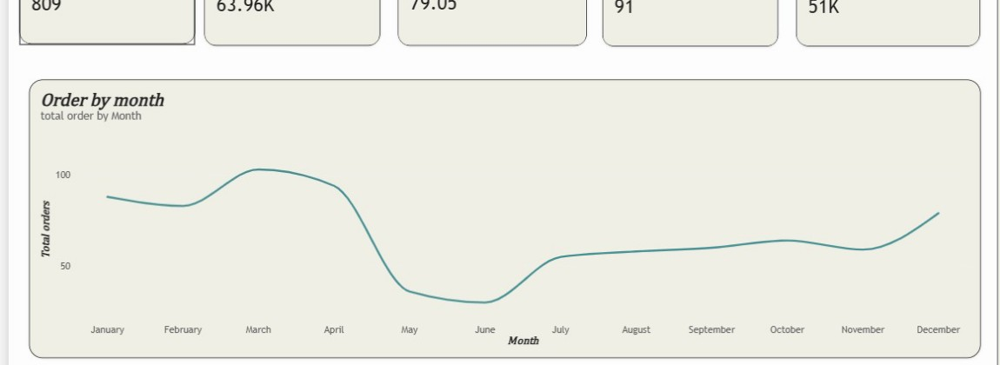 809
63.96K
79.05
91
51K
Order by month
total order by Month
100
50
Total orders
January February March April May June July August September October November December
Month